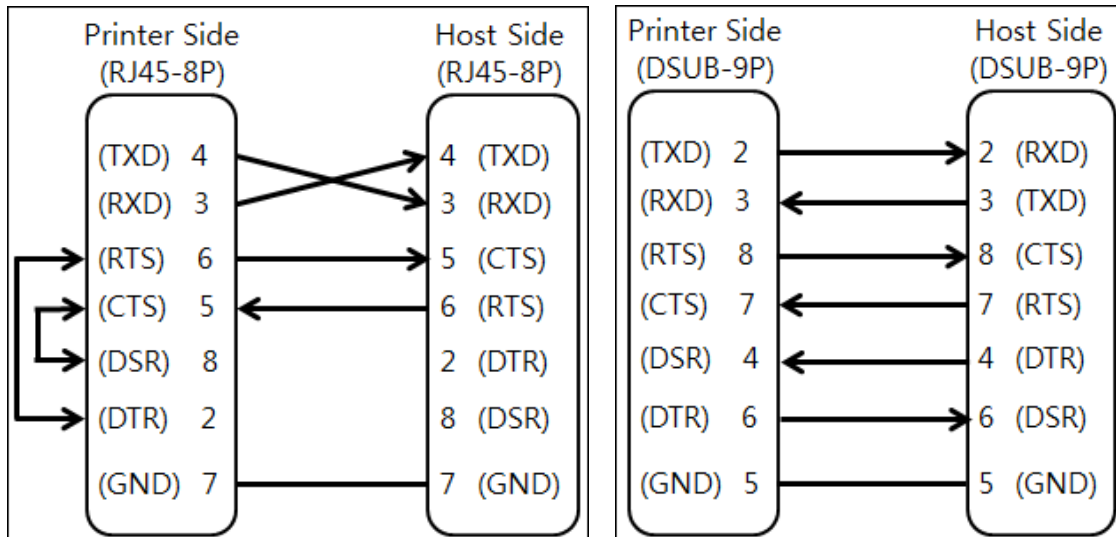 Printer Side
(RJ45-8P)
Host Side
(RJ45-8P)
(TXD) 4
4 (TXD)
(RXD) 3
3 (RXD)
(RTS) 6
5 (CTS)
(CTS) 5
6 (RTS)
(DSR) 8
2 (DTR)
(DTR) 2
8 (DSR)
(GND) 7
7 (GND)
Printer Side
(DSUB-9P)
Host Side
(DSUB-9P)
(TXD) 2
2 (RXD)
(RXD) 3
3 (TXD)
(RTS) 8
8 (CTS)
(CTS) 7
7 (RTS)
(DSR) 4
4 (DTR)
(DTR) 6
6 (DSR)
(GND) 5
5 (GND)